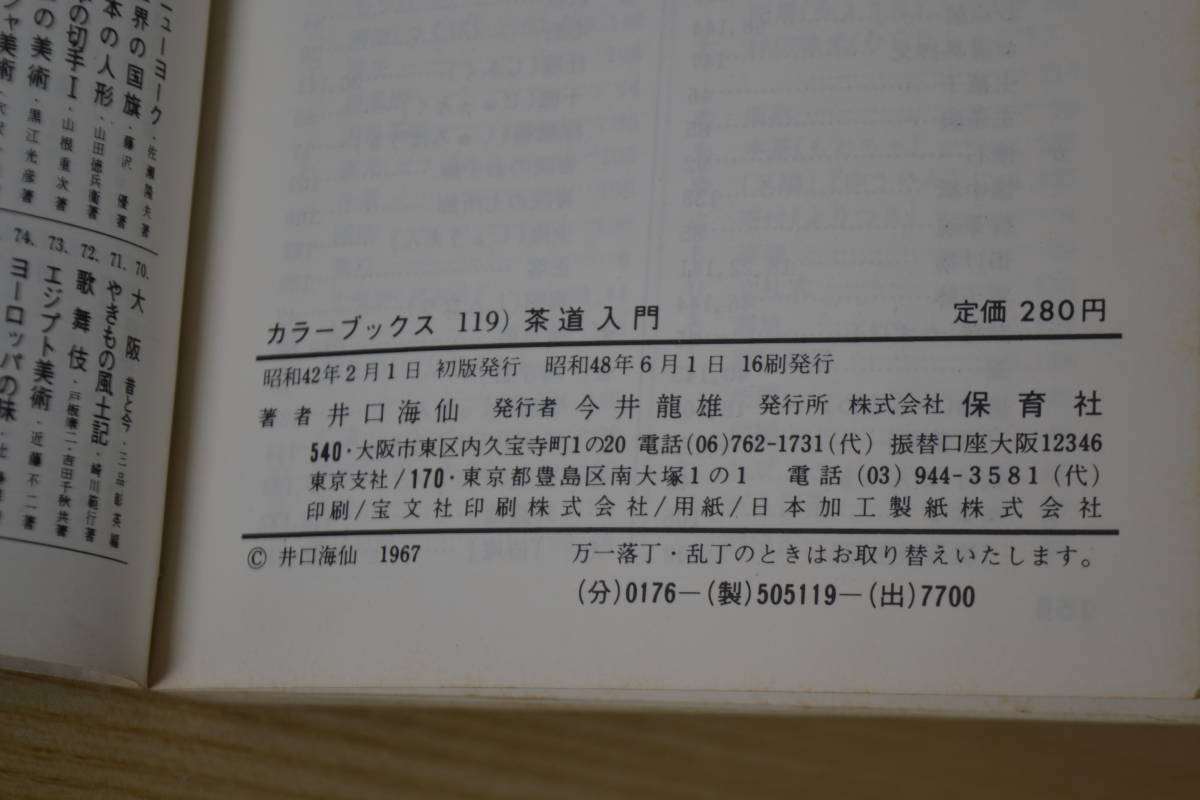 カラーブックス 119) 茶道入門 定価 280円
昭和42年2月1日 初版発行 昭和48年6月1日 16刷発行
著者 井口海仙 発行者 今井龍雄 発行所 株式会社 保育社
540・大阪市東区内久宝寺町1の20 電話(06)762-1731(代) 振替口座大阪12346
東京支社/170・東京都豊島区南大塚1の1 電話 (03) 944-3581 (代)
印刷/宝文社印刷株式会社/用紙/日本加工製紙株式会社
© 井口海仙 1967 万一落丁・乱丁のときはお取り替えいたします。
(分)0176―(製)505119―(出)7700
ニューヨーク・佐瀬隆夫著
世界の国旗・藤沢 優著
本の人形・山田徳兵衛著
の切手Ⅰ・山根重次著
の美術・黒江光彦著
シャ美術
70. 大阪 昔と今・三品彰英編
71. やきもの風土記・崎川範行著
72. 歌舞伎・戸板康二・吉田千秋共著
73. エジプト美術・近藤不二著
74. ヨーロッパの味